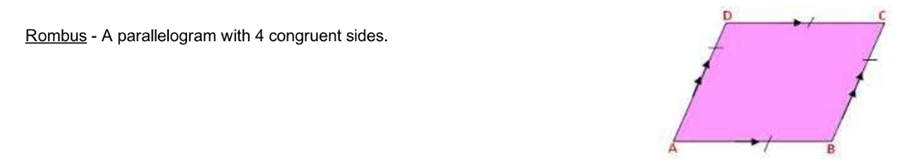 D C
Rombus - A parallelogram with 4 congruent sides.
A B